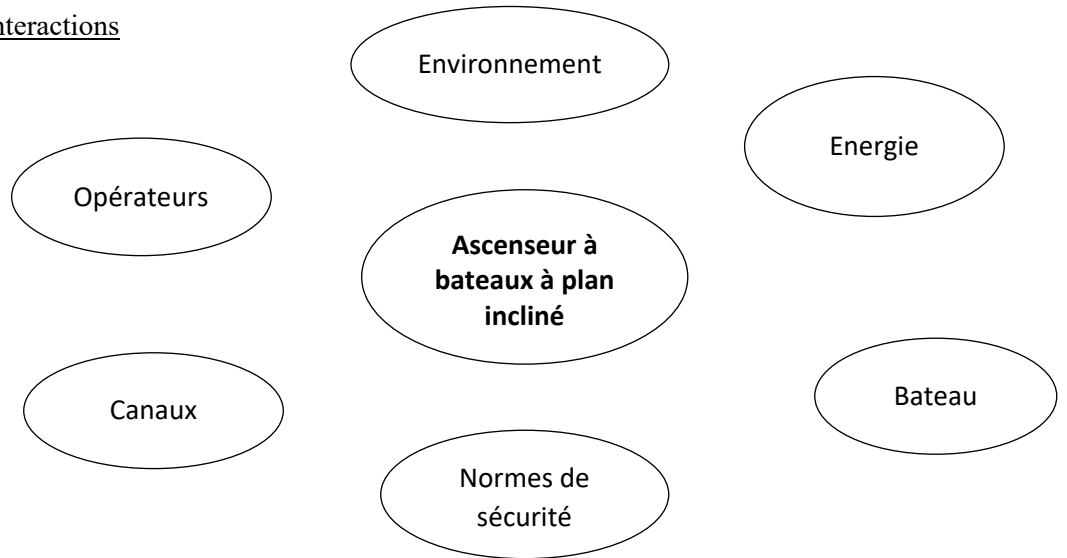 nteractions
Environnement
Energie
Opérateurs
Ascenseur à
bateaux à plan
incliné
Canaux
Bateau
Normes de
sécurité